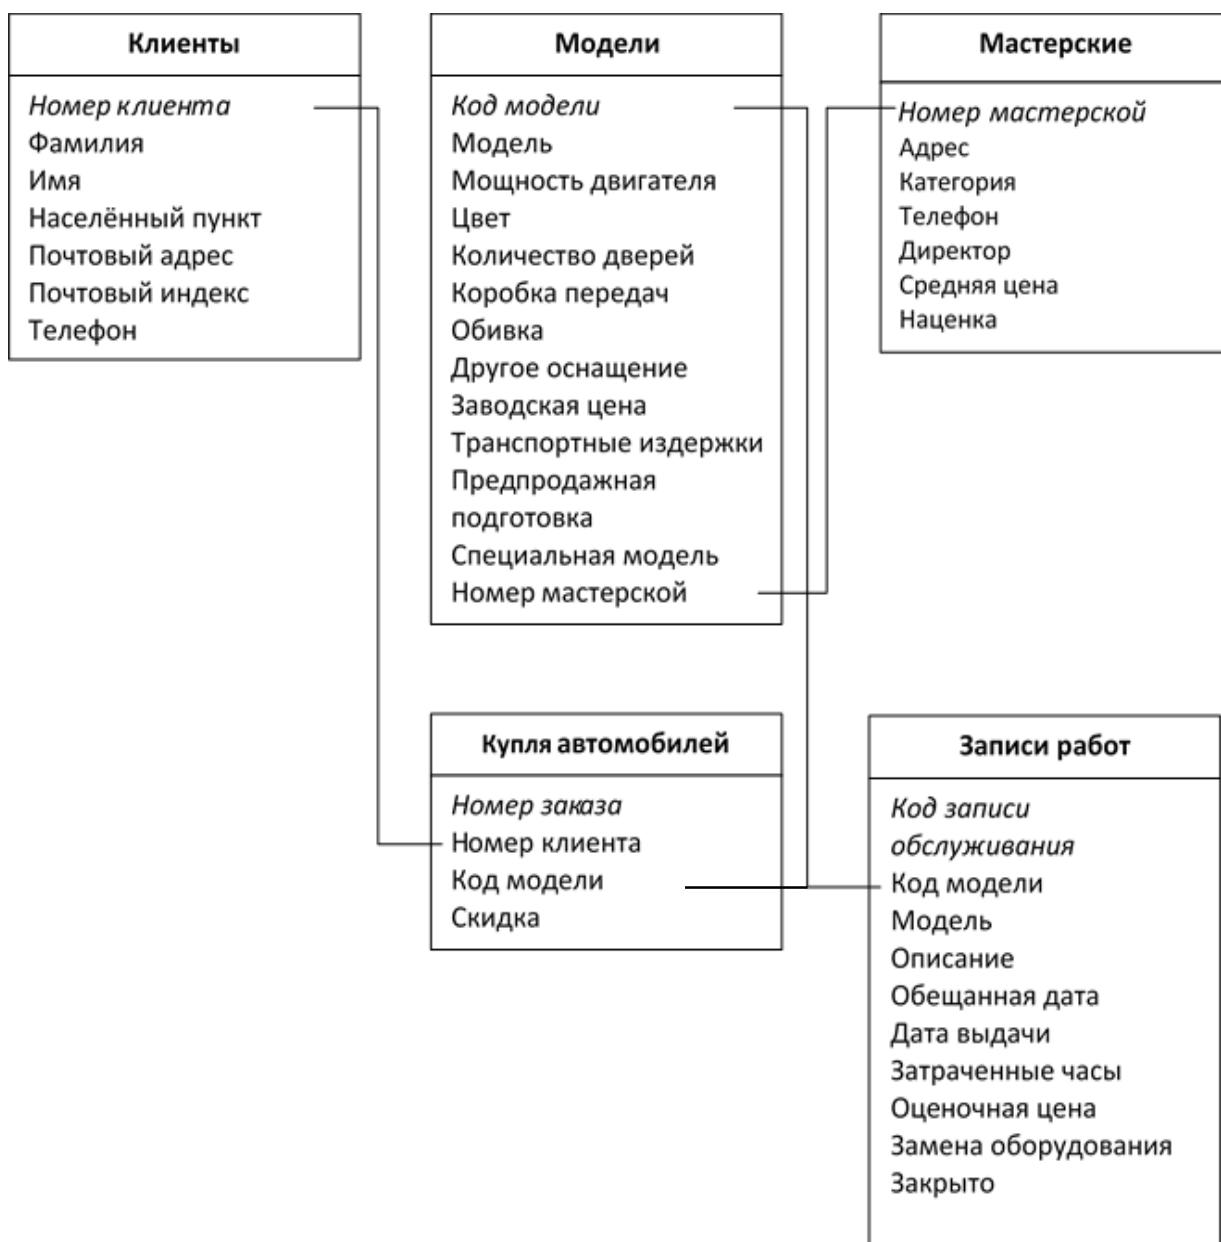 Клиенты
Номер клиента
Фамилия
Имя
Населённый пункт
Почтовый адрес
Почтовый индекс
Телефон
Модели
Код модели
Модель
Мощность двигателя
Цвет
Количество дверей
Коробка передач
Обивка
Другое оснащение
Заводская цена
Транспортные издержки
Предпродажная
подготовка
Специальная модель
Номер мастерской
Мастерские
Номер мастерской
Адрес
Категория
Телефон
Директор
Средняя цена
Наценка
Купля автомобилей
Номер заказа
Номер клиента
Код модели
Скидка
Записи работ
Код записи
обслуживания
Код модели
Модель
Описание
Обещанная дата
Дата выдачи
Затраченные часы
Оценочная цена
Замена оборудования
Закрыто